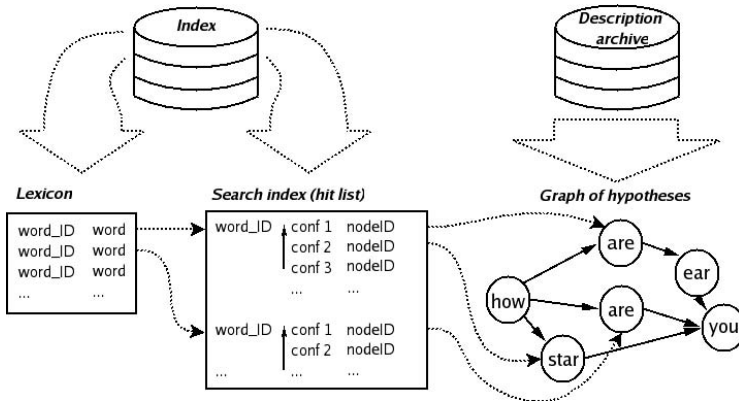 Index
Description
archive
Lexicon
word_ID word
word_ID word
word_ID word
... ...
Search index (hit list)
word_ID conf 1 nodeID
conf 2 nodeID
conf 3 nodeID
... ...
word_ID conf 1 nodeID
conf 2 nodeID
... ... ...
Graph of hypotheses
are
ear
how
are
you
star